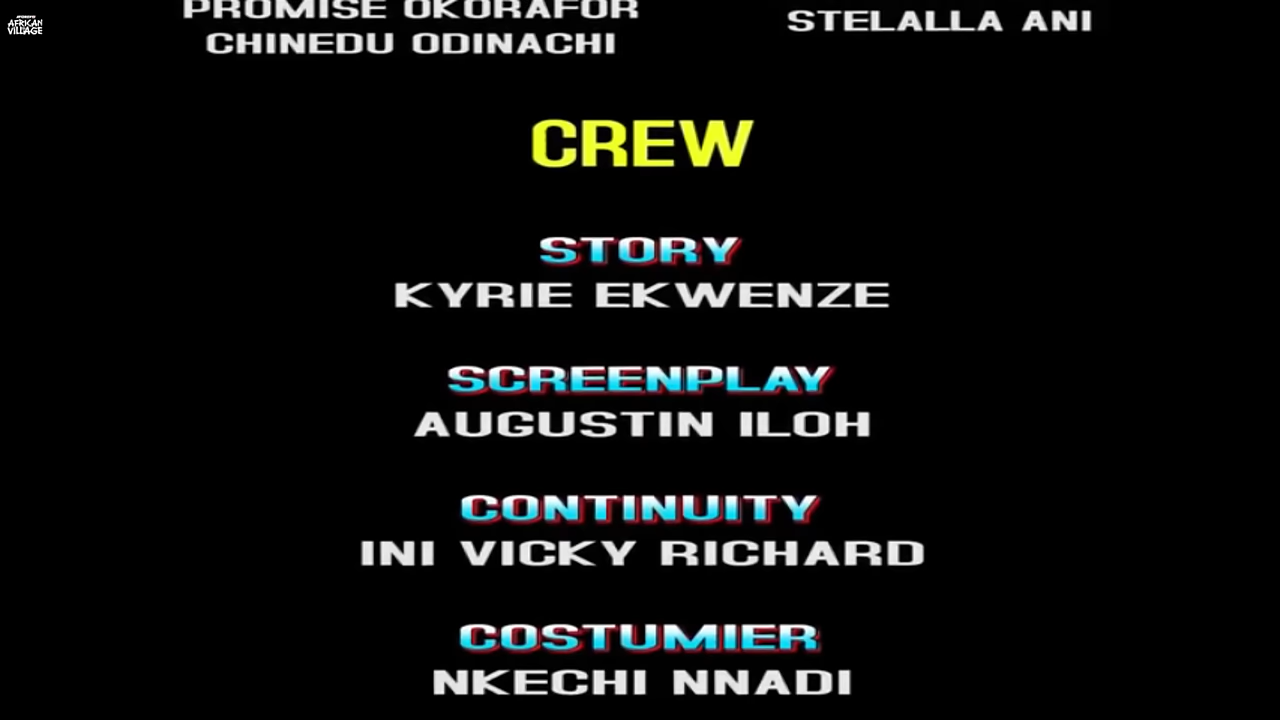 AFRICAN
VILLAGE
PROMISE OKORAFOR
CHINEDU ODINACHI
STELALLA ANI
CREW
STORY
KYRIE EKWENZE
SCREENPLAY
AUGUSTIN ILOH
CONTINUITY
INI VICKY RICHARD
COSTUMIER
NKECHI NNADI